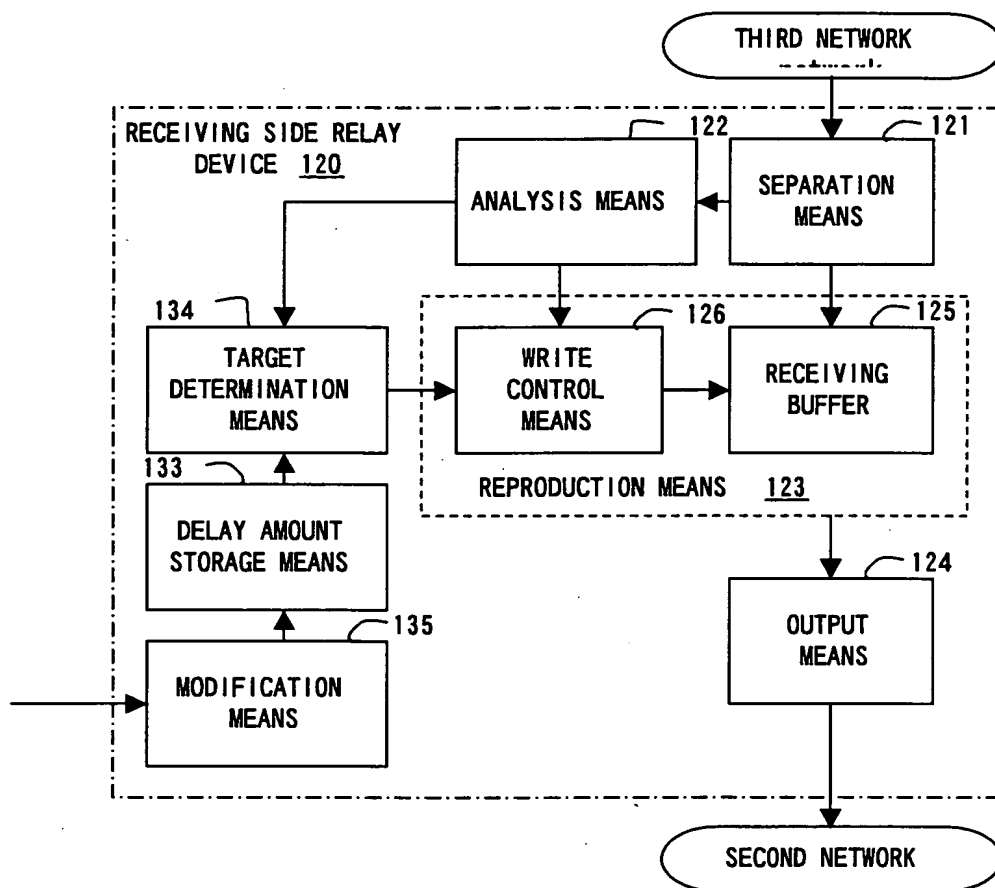 THIRD NETWORK
RECEIVING SIDE RELAY
DEVICE 120
122
121
ANALYSIS MEANS
SEPARATION
MEANS
134
126
125
TARGET
DETERMINATION
MEANS
WRITE
CONTROL
MEANS
RECEIVING
BUFFER
133
REPRODUCTION MEANS 123
DELAY AMOUNT
STORAGE MEANS
124
135
OUTPUT
MEANS
MODIFICATION
MEANS
SECOND NETWORK